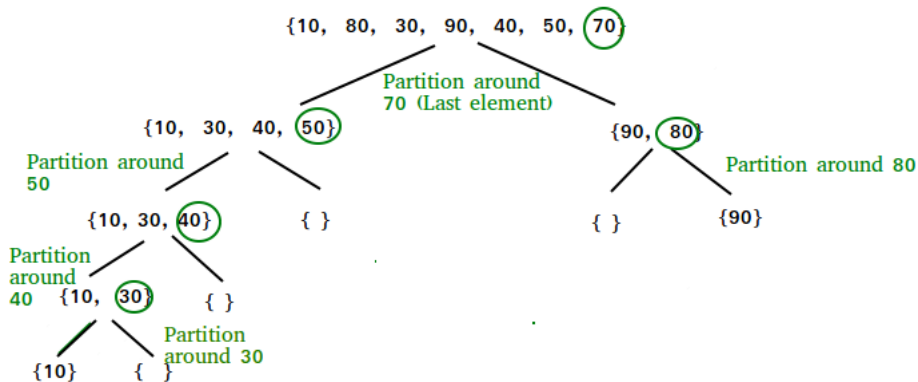 {10, 80, 30, 90, 40, 50, 70}
Partition around
70 (Last element)
{10, 30, 40, 50}
{90, 80}
Partition around
50
Partition around 80
{10, 30, 40}
{ }
{ }
{90}
Partition
around
40
{10, 30}
{ }
Partition
around 30
{10}
{ }